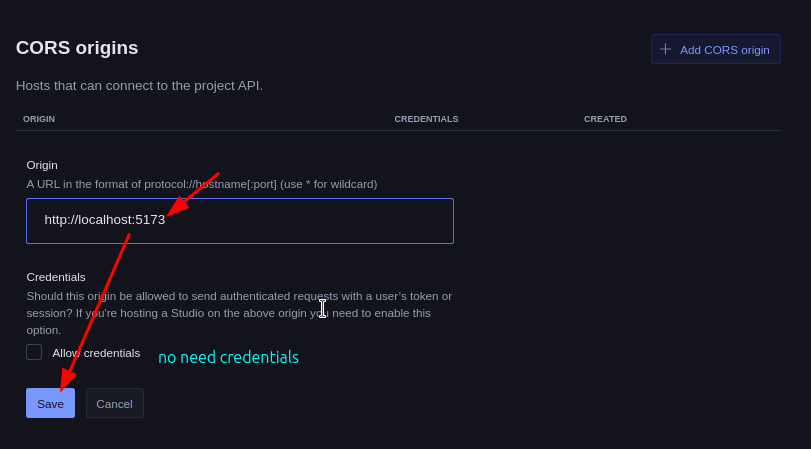 CORS origins
+ Add CORS origin
Hosts that can connect to the project API.
ORIGIN CREDENTIALS CREATED
Origin
A URL in the format of protocol://hostname[:port] (use * for wildcard)
http://localhost:5173
Credentials
Should this origin be allowed to send authenticated requests with a user's token or
session? If you're hosting a Studio on the above origin you need to enable this
option.
Allow credentials no need credentials
Save Cancel